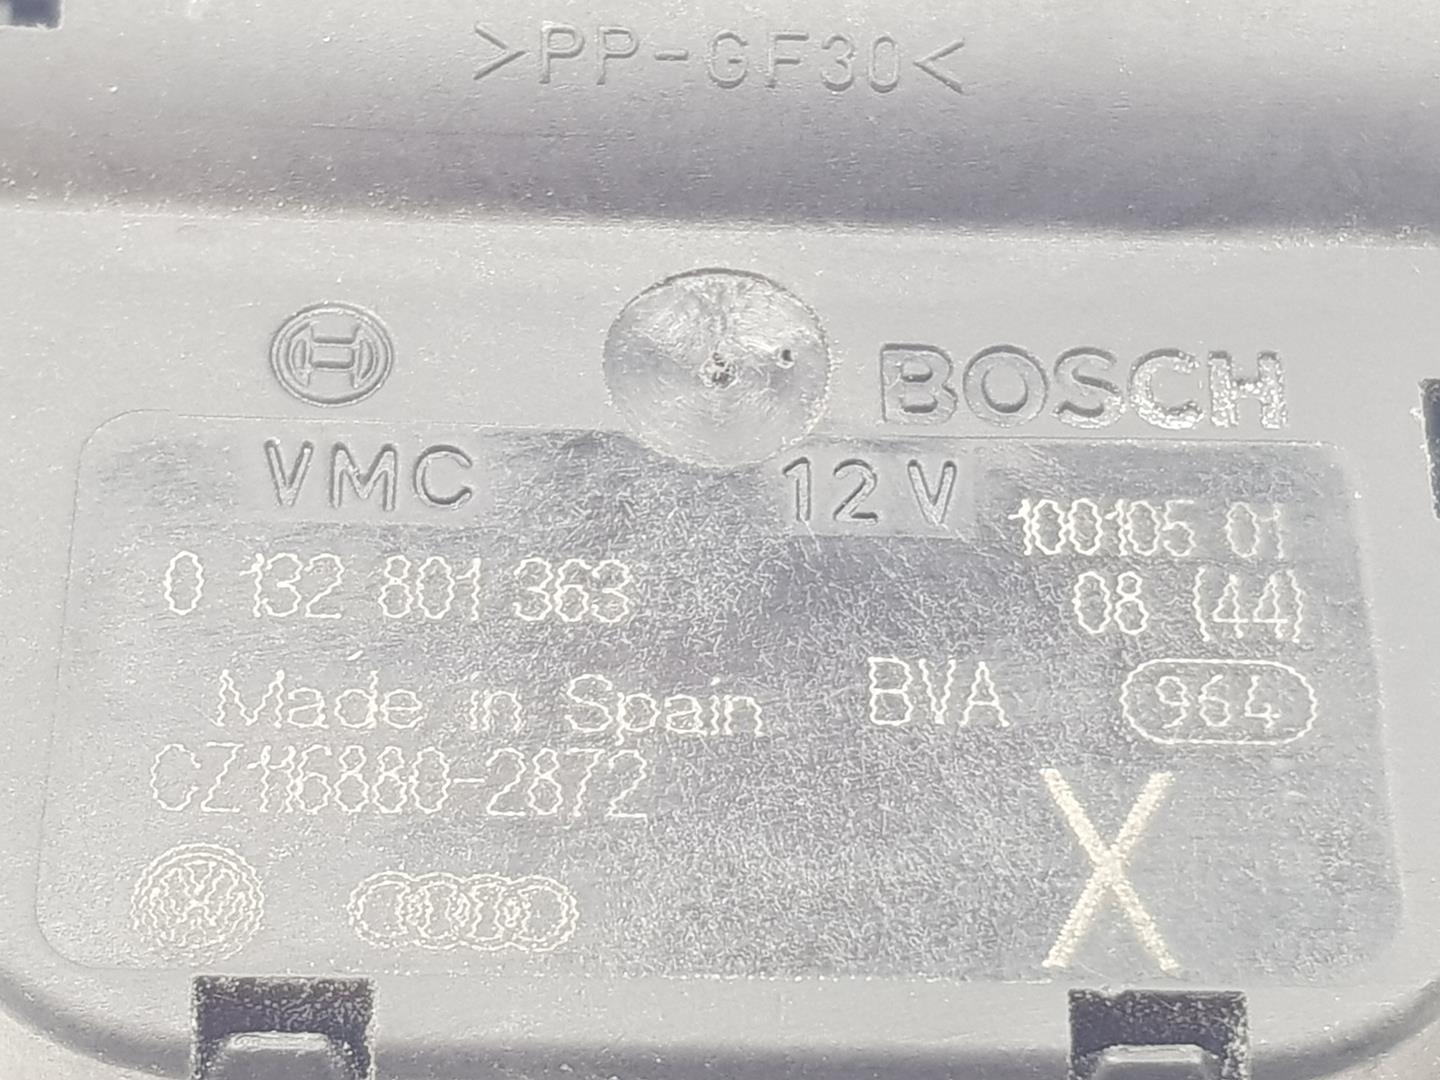 >PP-GF30<
BOSCH
VMC 12V
100105 01
0 132 801 363 08 (44)
Made in Spain BVA 964
CZ116880-2872
X